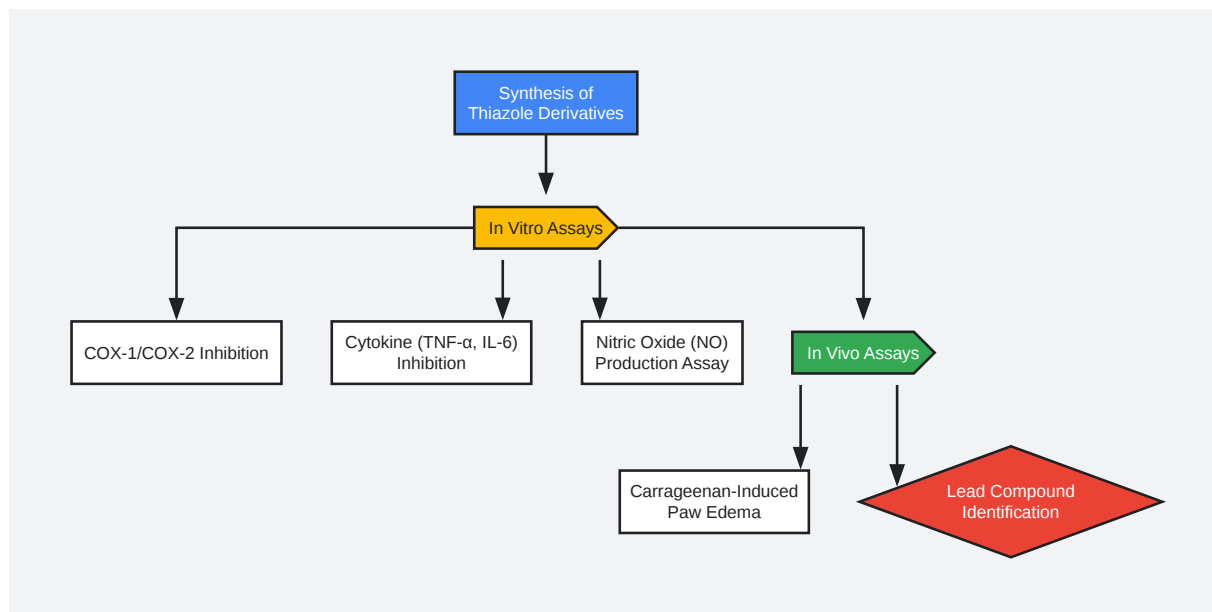 Synthesis of
Thiazole Derivatives
In Vitro Assays
COX-1/COX-2 Inhibition
Cytokine (TNF-α, IL-6)
Inhibition
Nitric Oxide (NO)
Production Assay
In Vivo Assays
Carrageenan-Induced
Paw Edema
Lead Compound
Identification